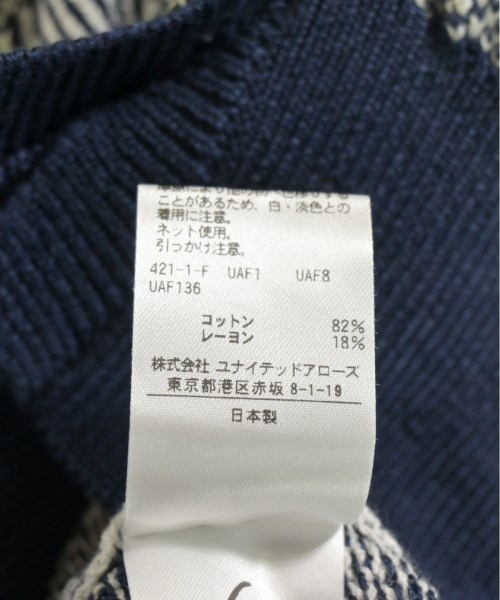 ことがあるため、白・淡色との
着用に注意。
ネット使用。
引っかけ注意。
421-1-F UAF1 UAF8
UAF136
コットン 82%
レーヨン 18%
株式会社 ユナイテッドアローズ
東京都港区赤坂 8-1-19
日本製